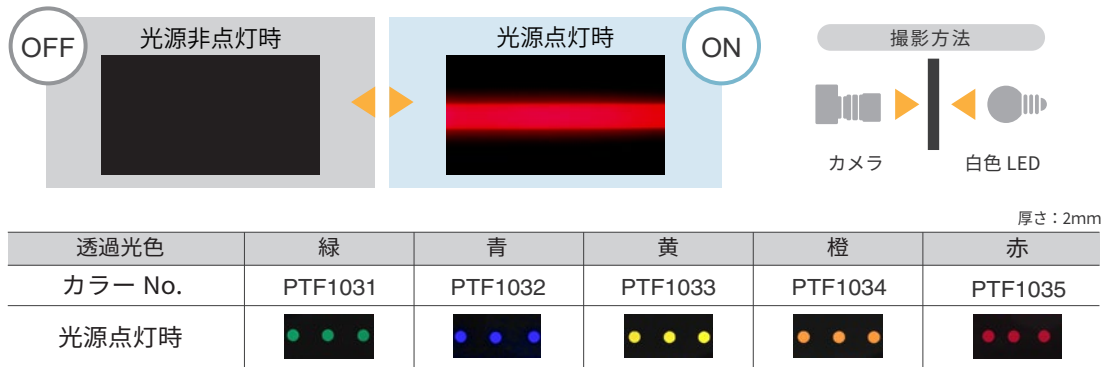 OFF
光源非点灯時
光源点灯時
ON
撮影方法
カメラ
白色 LED
厚さ：2mm
透過光色 緑 青 黄 橙 赤
カラー No. PTF1031 PTF1032 PTF1033 PTF1034 PTF1035
光源点灯時